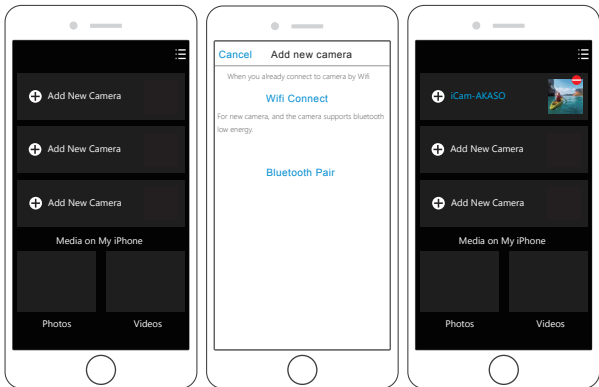 Add New Camera
Add New Camera
Add New Camera
Media on My iPhone
Photos
Videos
Cancel
Add new camera
When you already connect to camera by Wifi
Wifi Connect
For new camera, and the camera supports bluetooth
low energy.
Bluetooth Pair
iCam-AKASO
Add New Camera
Add New Camera
Media on My iPhone
Photos
Videos